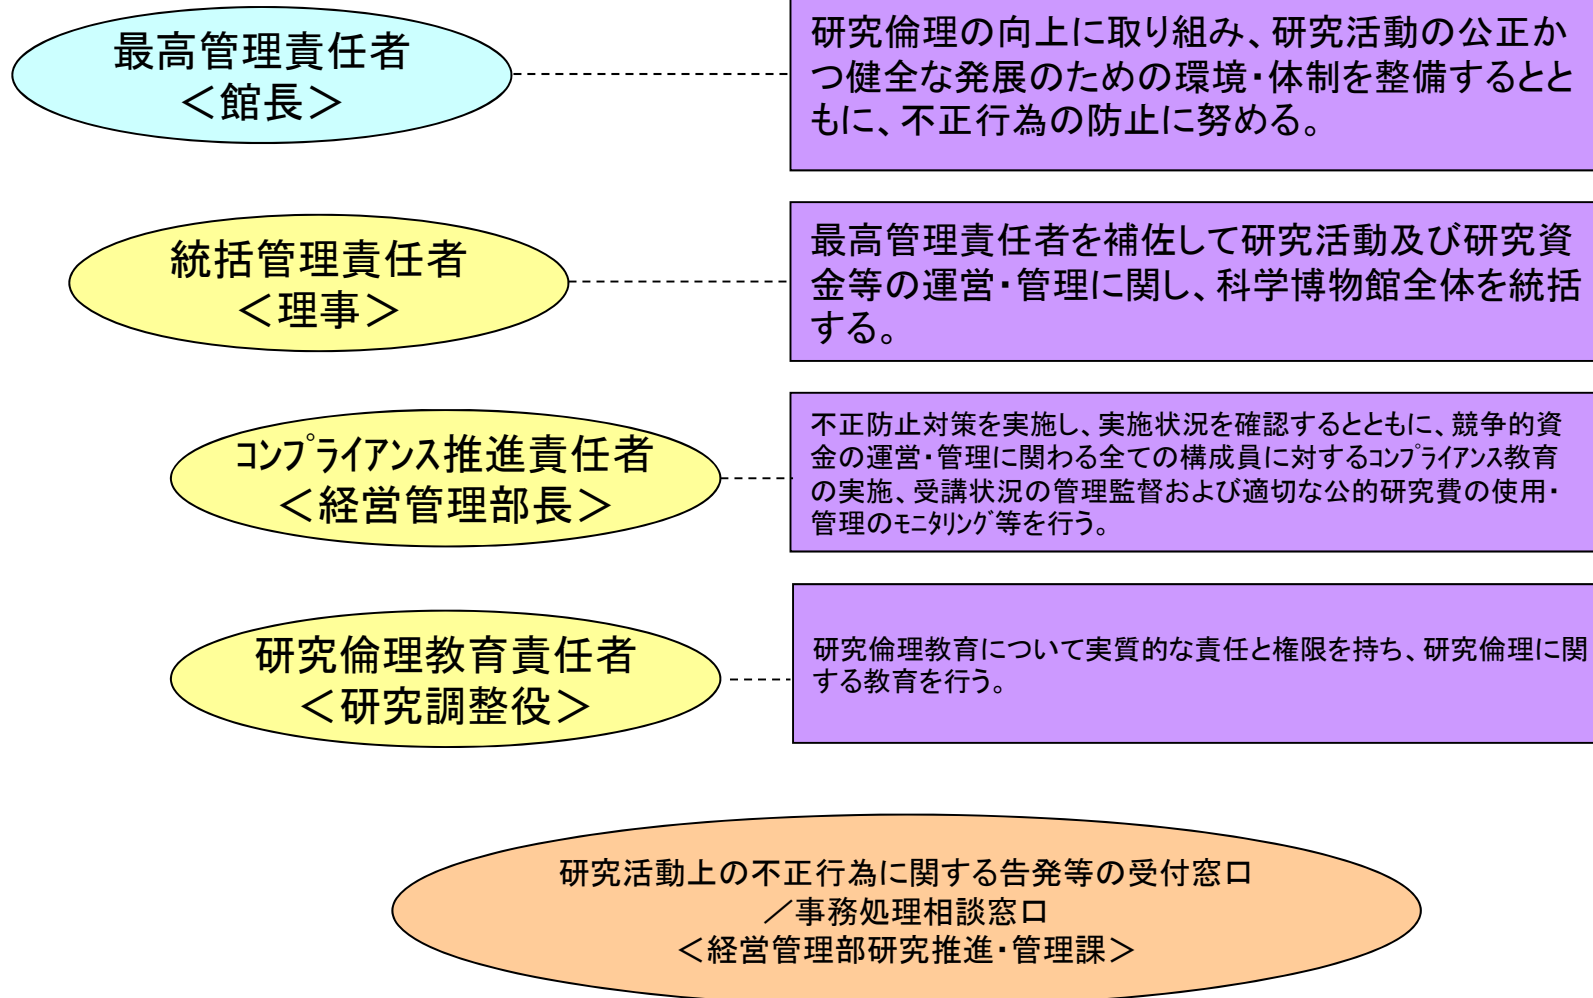 最高管理責任者
＜館長＞
研究倫理の向上に取り組み、研究活動の公正か
つ健全な発展のための環境・体制を整備するとと
もに、不正行為の防止に努める。
統括管理責任者
＜理事＞
最高管理責任者を補佐して研究活動及び研究資
金等の運営・管理に関し、科学博物館全体を統括
する。
ｺﾝﾌﾟﾗｲｱﾝｽ推進責任者
＜経営管理部長＞
不正防止対策を実施し、実施状況を確認するとともに、競争的資
金の運営・管理に関わる全ての構成員に対するｺﾝﾌﾟﾗｲｱﾝｽ教育
の実施、受講状況の管理監督および適切な公的研究費の使用・
管理のﾓﾆﾀﾘﾝｸﾞ等を行う。
研究倫理教育責任者
＜研究調整役＞
研究倫理教育について実質的な責任と権限を持ち、研究倫理に関
する教育を行う。
研究活動上の不正行為に関する告発等の受付窓口
／事務処理相談窓口
＜経営管理部研究推進・管理課＞